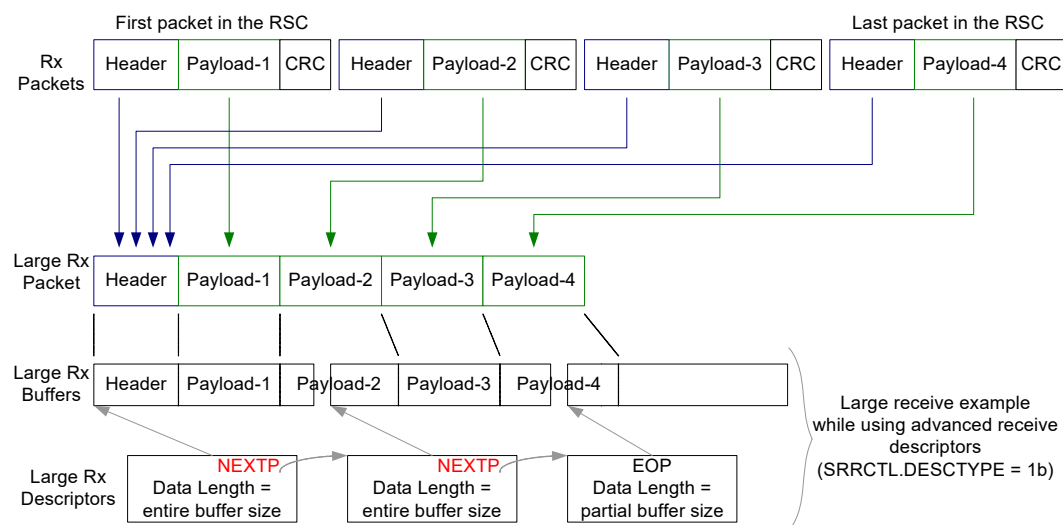 First packet in the RSC
Last packet in the RSC
Rx
Packets
Header Payload-1 CRC Header Payload-2 CRC Header Payload-3 CRC Header Payload-4 CRC
Large Rx
Packet
Header Payload-1 Payload-2 Payload-3 Payload-4
Large Rx
Buffers
Header Payload-1 Payload-2 Payload-3 Payload-4
Large receive example
while using advanced receive
descriptors
(SRRCTL.DESCTYPE = 1b)
Large Rx
Descriptors
NEXTP
Data Length =
entire buffer size
NEXTP
Data Length =
entire buffer size
EOP
Data Length =
partial buffer size